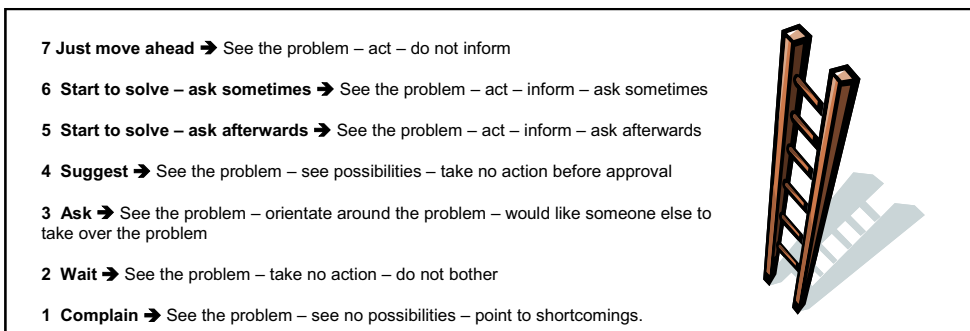 7 Just move ahead ➔ See the problem – act – do not inform
6 Start to solve – ask sometimes ➔ See the problem – act – inform – ask sometimes
5 Start to solve – ask afterwards ➔ See the problem – act – inform – ask afterwards
4 Suggest ➔ See the problem – see possibilities – take no action before approval
3 Ask ➔ See the problem – orientate around the problem – would like someone else to
take over the problem
2 Wait ➔ See the problem – take no action – do not bother
1 Complain ➔ See the problem – see no possibilities – point to shortcomings.